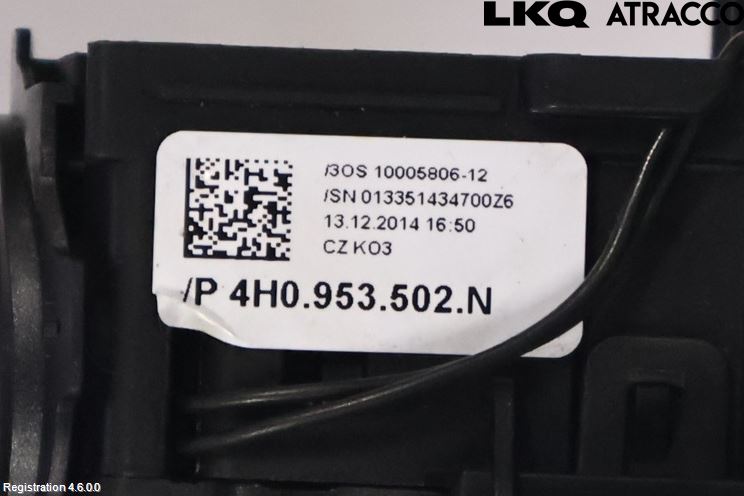 LKQ ATRACCO
/3OS 10005806-12
/SN 013351434700Z6
13.12.2014 16:50
CZ KO3
/P 4H0.953.502.N
Registration 4.6.0.0